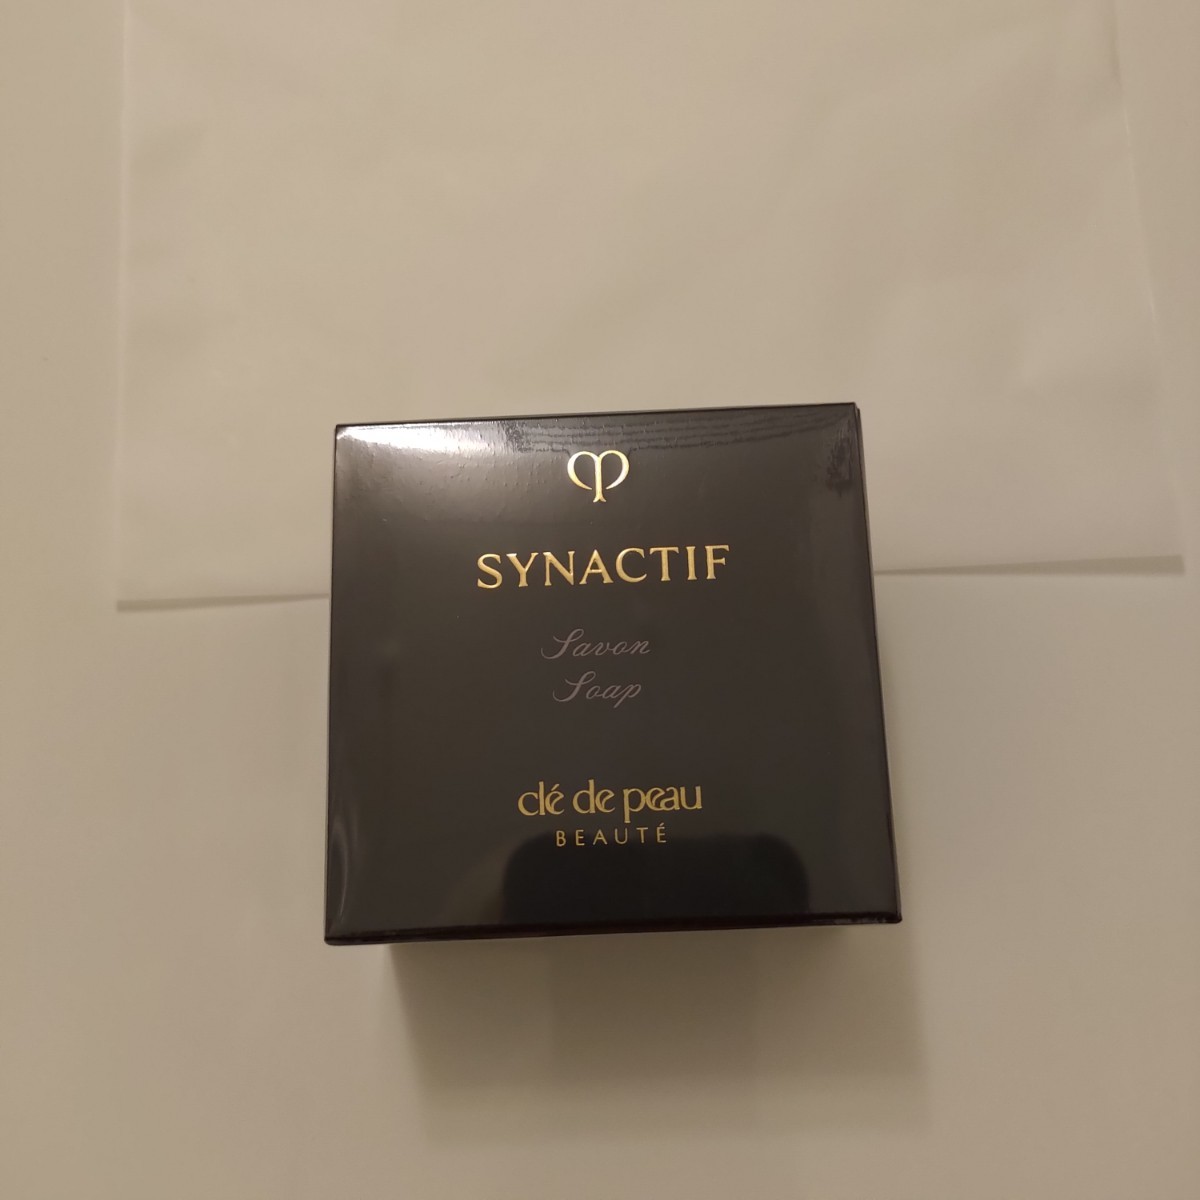 SYNACTIF
Savon
Soap
clé de peau
BEAUTÉ